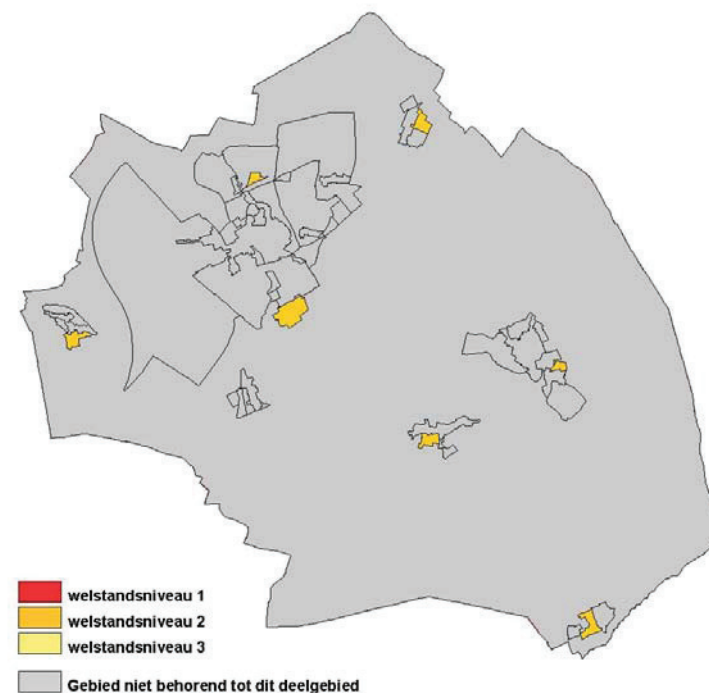 welstandsniveau 1
welstandsniveau 2
welstandsniveau 3
Gebied niet behorend tot dit deelgebied